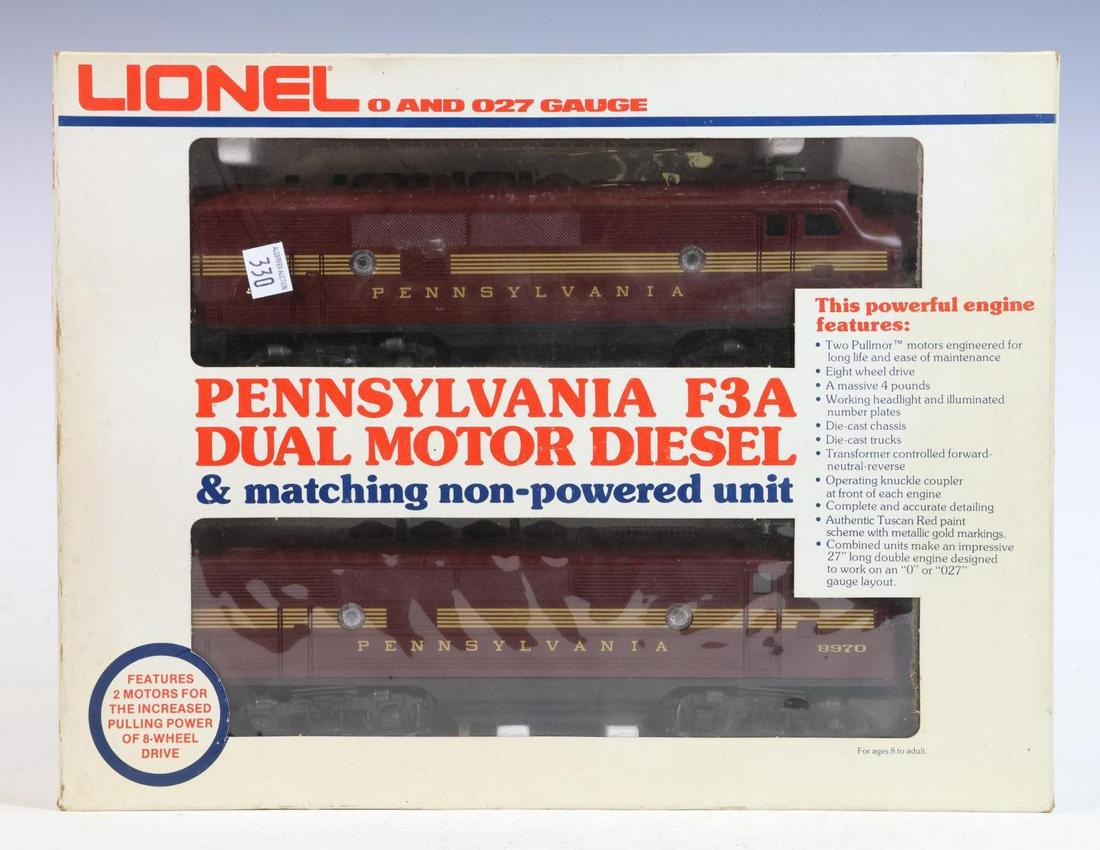 LIONEL® O AND O27 GAUGE
ALDERFER AUCTION
330
PENNSYLVANIA
PENNSYLVANIA F3A
DUAL MOTOR DIESEL
& matching non-powered unit
This powerful engine
features:
• Two Pullmor™ motors engineered for
long life and ease of maintenance
• Eight wheel drive
• A massive 4 pounds
• Working headlight and illuminated
number plates
• Die-cast chassis
• Die-cast trucks
• Transformer controlled forward-
neutral-reverse
• Operating knuckle coupler
at front of each engine
• Complete and accurate detailing
• Authentic Tuscan Red paint
scheme with metallic gold markings.
• Combined units make an impressive
27" long double engine designed
to work on an "0" or "027"
gauge layout.
PENNSYLVANIA 8970
FEATURES
2 MOTORS FOR
THE INCREASED
PULLING POWER
OF 8-WHEEL
DRIVE
For ages 8 to adult.